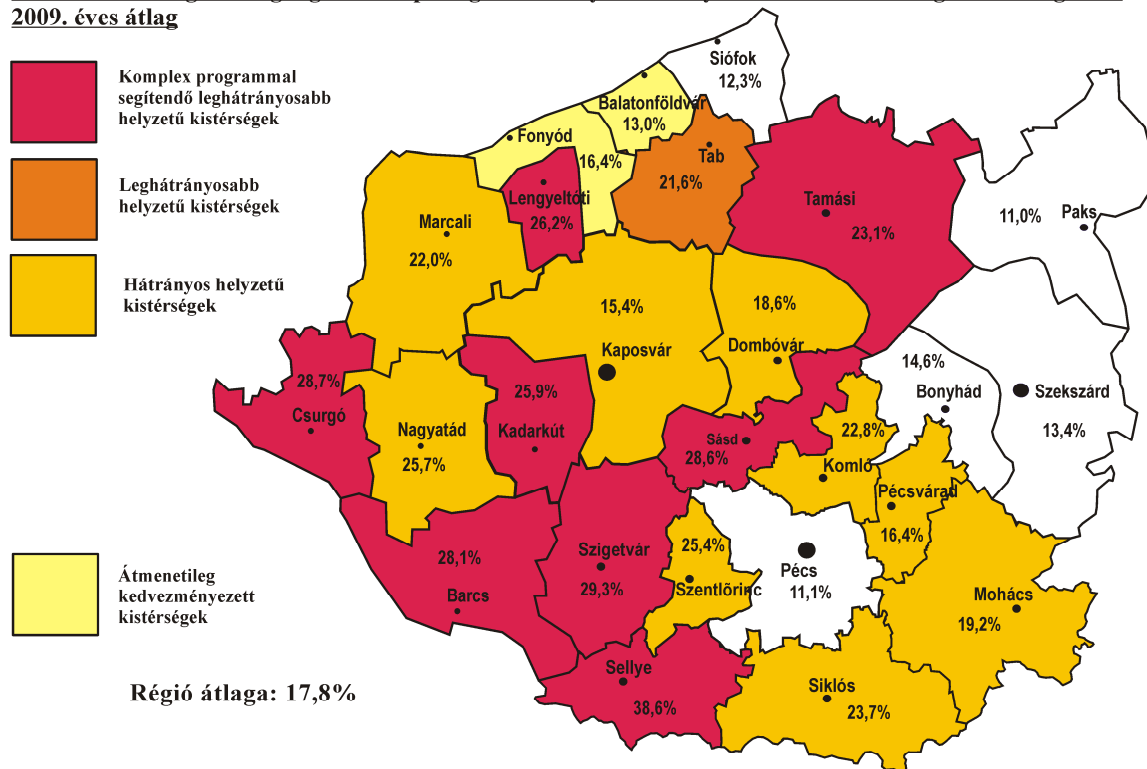 2009. éves átlag
Komplex programmal
segítendő leghátrányosabb
helyzetű kistérségek
Leghátrányosabb
helyzetű kistérségek
Hátrányos helyzetű
kistérségek
Átmenetileg
kedvezményezett
kistérségek
Régió átlaga: 17,8%
Siófok
12,3%
Balatonföldvár
13,0%
Fonyód
16,4%
Tab
21,6%
Lengyeltóti
26,2%
Marcali
22,0%
Tamási
23,1%
11,0%
Paks
15,4%
Kaposvár
18,6%
Dombóvár
14,6%
Bonyhád
Szekszárd
13,4%
28,7%
Csurgó
25,9%
Kadarkút
Nagyatád
25,7%
Sásd
28,6%
22,8%
Komló
Pécsvárad
16,4%
28,1%
Barcs
Szigetvár
29,3%
25,4%
Szentlõrinc
Pécs
11,1%
Mohács
19,2%
Sellye
38,6%
Siklós
23,7%